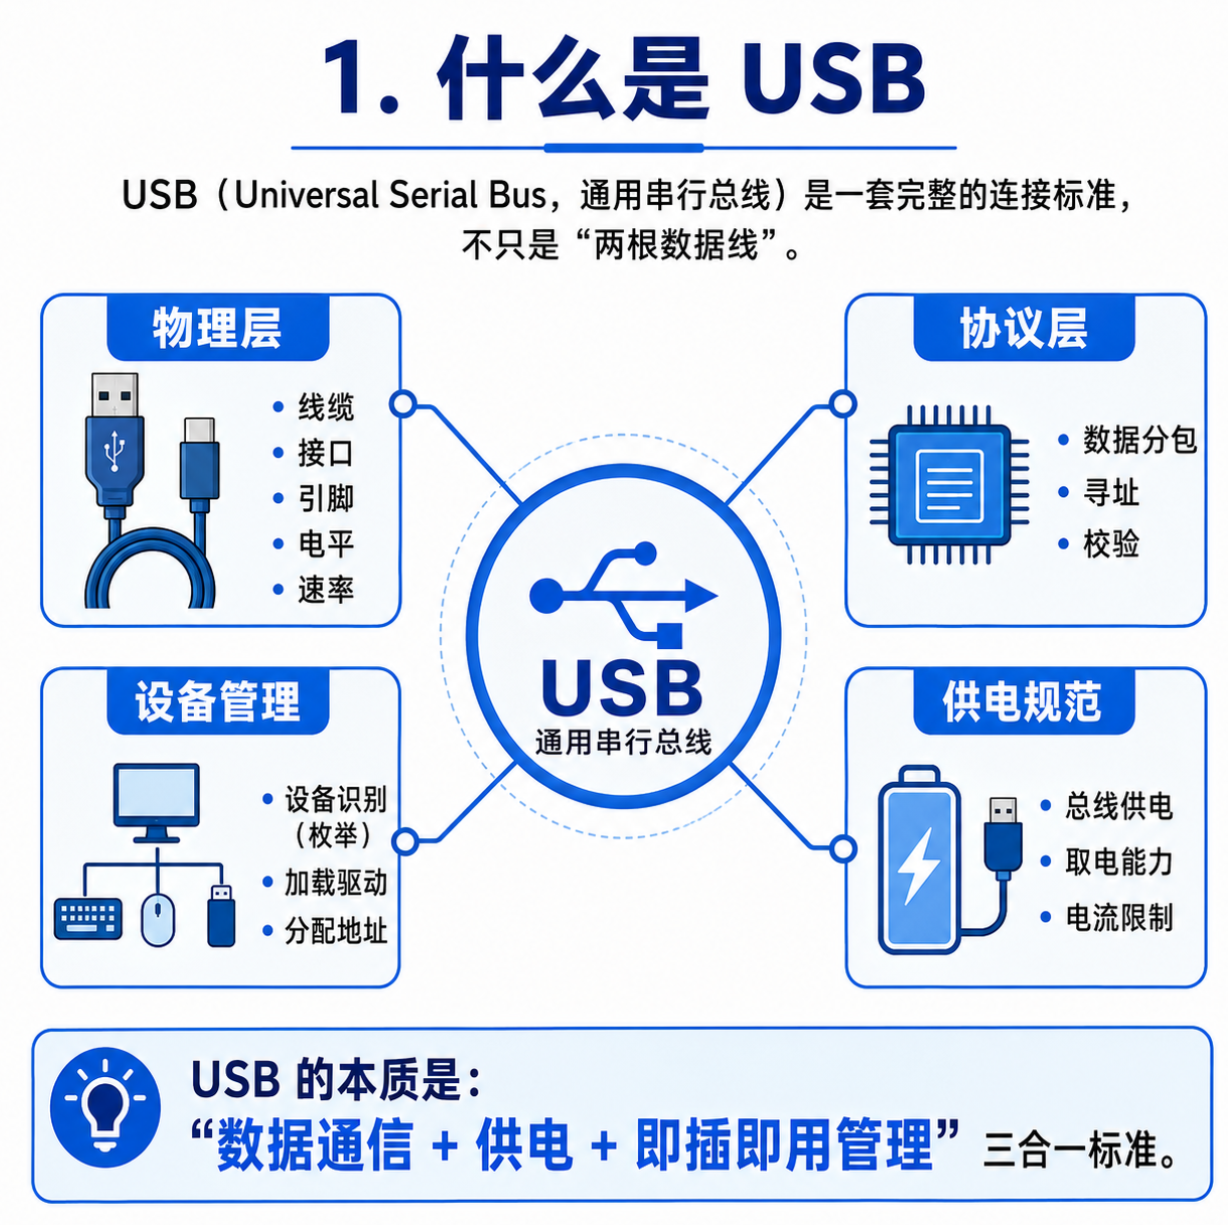 1. 什么是 USB
USB（Universal Serial Bus，通用串行总线）是一套完整的连接标准，
不只是“两根数据线”。
物理层
• 线缆
• 接口
• 引脚
• 电平
• 速率
协议层
• 数据分包
• 寻址
• 校验
USB
通用串行总线
设备管理
• 设备识别
（枚举）
• 加载驱动
• 分配地址
供电规范
• 总线供电
• 取电能力
• 电流限制
USB 的本质是：
“数据通信 + 供电 + 即插即用管理” 三合一标准。